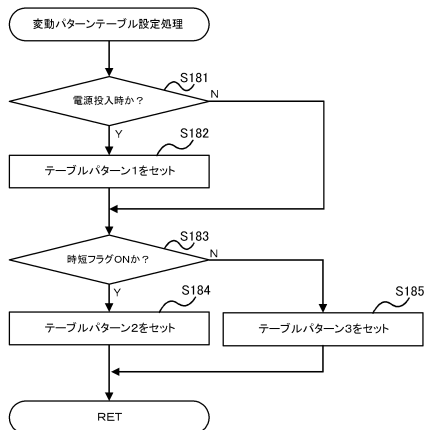 変動パターンテーブル設定処理
S181
電源投入時か？
N
Y
S182
テーブルパターン1をセット
S183
時短フラグONか？
N
Y
S184
テーブルパターン2をセット
S185
テーブルパターン3をセット
RET